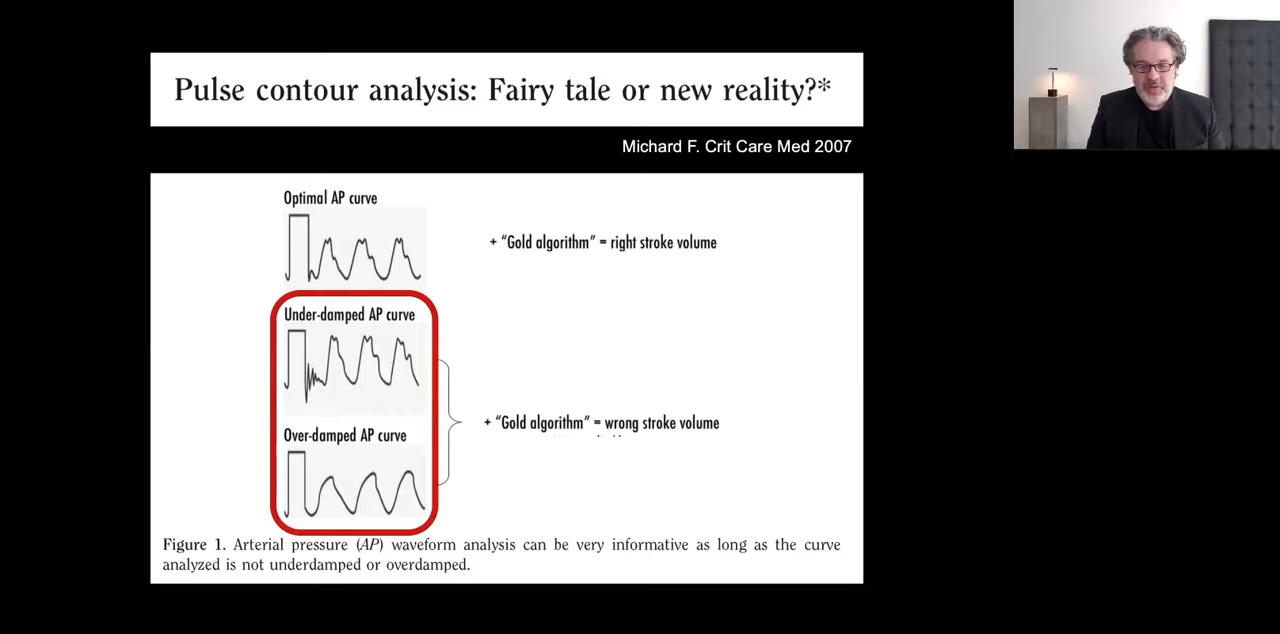 Pulse contour analysis: Fairy tale or new reality?*
Michard F. Crit Care Med 2007
Optimal AP curve
+ “Gold algorithm” = right stroke volume
Under-damped AP curve
+ “Gold algorithm” = wrong stroke volume
Over-damped AP curve
Figure 1. Arterial pressure (AP) waveform analysis can be very informative as long as the curve
analyzed is not underdamped or overdamped.